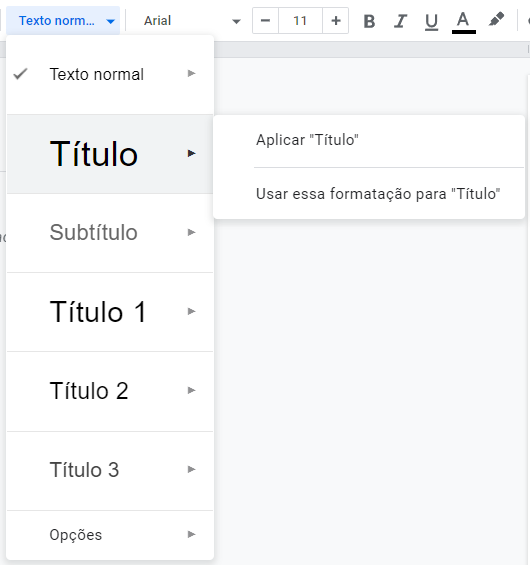 Texto norm... Arial 11 B I U A
Texto normal
Título
Aplicar "Título"
Usar essa formatação para "Título"
Subtítulo
Título 1
Título 2
Título 3
Opções